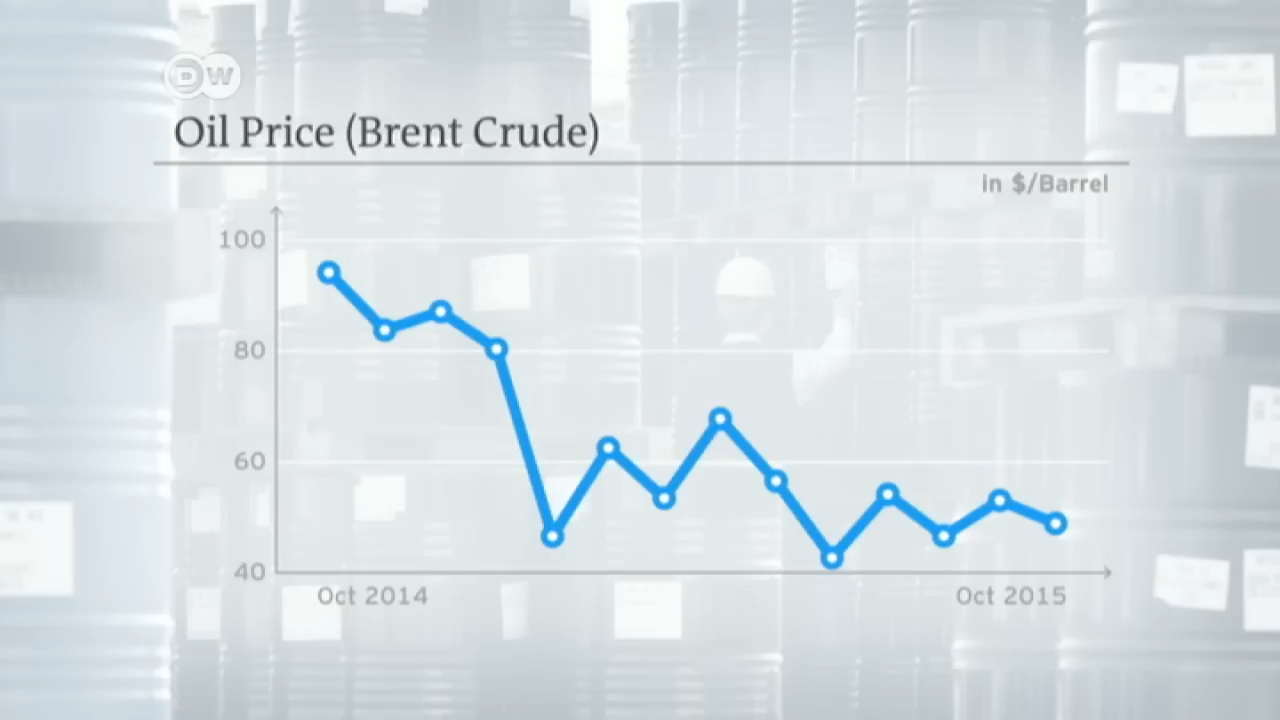 DW
Oil Price (Brent Crude)
in $/Barrel
100
80
60
40
Oct 2014
Oct 2015